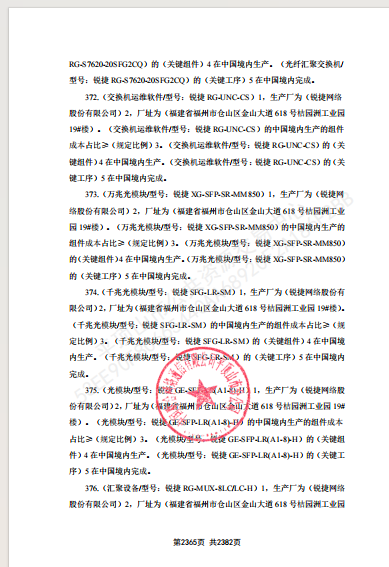 RG-S7620-20SFG2CQ）的（关键组件）4 在中国境内生产。（光纤汇聚交换机/
型号：锐捷 RG-S7620-20SFG2CQ）的（关键工序）5 在中国境内完成。
372.（交换机运维软件/型号：锐捷 RG-UNC-CS）1，生产厂为（锐捷网络
股份有限公司）2，厂址为（福建省福州市仓山区金山大道 618 号桔园洲工业园
19#楼）。（交换机运维软件/型号：锐捷 RG-UNC-CS）的中国境内生产的组件
成本占比≥（规定比例）3。（交换机运维软件/型号：锐捷 RG-UNC-CS）的（关
键组件）4 在中国境内生产。（交换机运维软件/型号：锐捷 RG-UNC-CS）的（关
键工序）5 在中国境内完成。
373.（万兆光模块/型号：锐捷 XG-SFP-SR-MM850）1，生产厂为（锐捷网
络股份有限公司）2，厂址为（福建省福州市仓山区金山大道 618 号桔园洲工业
园 19#楼）。（万兆光模块/型号：锐捷 XG-SFP-SR-MM850）的中国境内生产的
组件成本占比≥（规定比例）3。（万兆光模块/型号：锐捷 XG-SFP-SR-MM850）
的（关键组件）4 在中国境内生产。（万兆光模块/型号：锐捷 XG-SFP-SR-MM850）
的（关键工序）5 在中国境内完成。
374.（千兆光模块/型号：锐捷 SFG-LR-SM）1，生产厂为（锐捷网络股份有
限公司）2，厂址为（福建省福州市仓山区金山大道 618 号桔园洲工业园 19#楼）。
（千兆光模块/型号：锐捷 SFG-LR-SM）的中国境内生产的组件成本占比≥（规
定比例）3。（千兆光模块/型号：锐捷 SFG-LR-SM）的（关键组件）4 在中国境内
生产。（千兆光模块/型号：锐捷 SFG-LR-SM）的（关键工序）5 在中国境内完
成。
375.（光模块/型号：锐捷 GE-SFP-LR(A1-8)-H）1，生产厂为（锐捷网络股
份有限公司）2，厂址为（福建省福州市仓山区金山大道 618 号桔园洲工业园 19#
楼）。（光模块/型号：锐捷 GE-SFP-LR(A1-8)-H）的中国境内生产的组件成本
占比≥（规定比例）3。（光模块/型号：锐捷 GE-SFP-LR(A1-8)-H）的（关键组
件）4 在中国境内生产。（光模块/型号：锐捷 GE-SFP-LR(A1-8)-H）的（关键工
序）5 在中国境内完成。
376.（汇聚设备/型号：锐捷 RG-MUX-8LC/LC-H）1，生产厂为（锐捷网络
股份有限公司）2，厂址为（福建省福州市仓山区金山大道 618 号桔园洲工业园
第2365页 共2382页